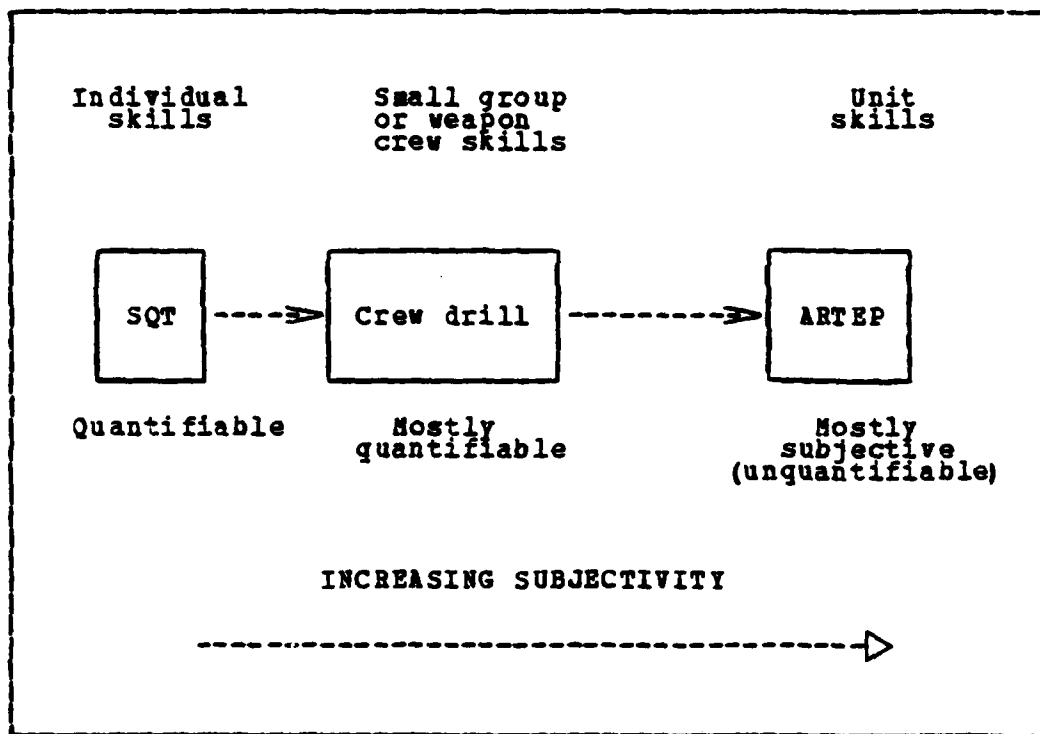 Individual
skills
Small group
or weapon
crew skills
Unit
skills
SQT
Crew drill
ARTEP
Quantifiable
Mostly
quantifiable
Mostly
subjective
(unquantifiable)
INCREASING SUBJECTIVITY